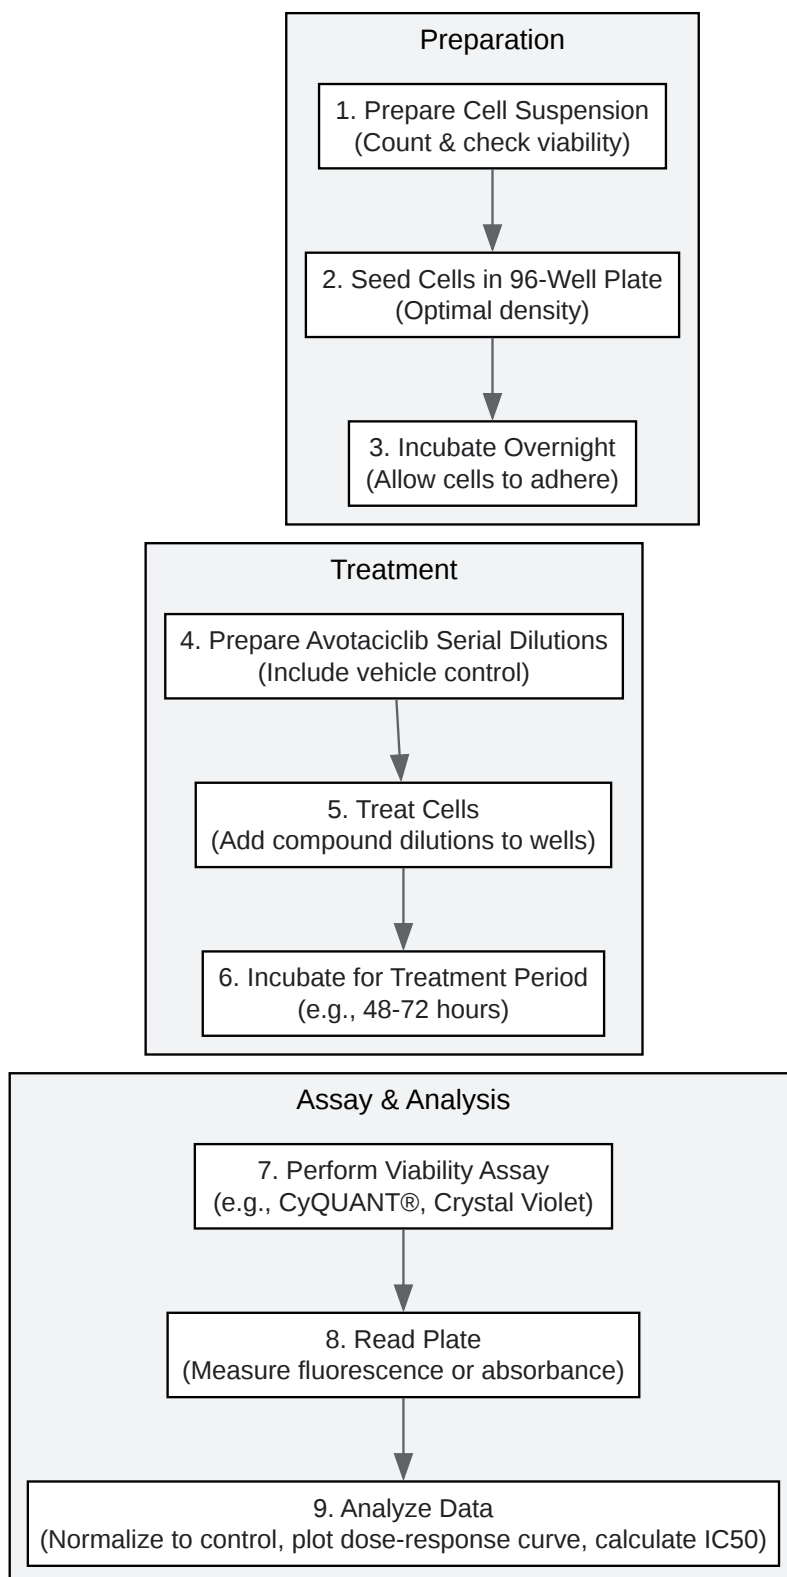 Preparation
1. Prepare Cell Suspension
(Count & check viability)
2. Seed Cells in 96-Well Plate
(Optimal density)
3. Incubate Overnight
(Allow cells to adhere)
Treatment
4. Prepare Avotaciclib Serial Dilutions
(Include vehicle control)
5. Treat Cells
(Add compound dilutions to wells)
6. Incubate for Treatment Period
(e.g., 48-72 hours)
Assay & Analysis
7. Perform Viability Assay
(e.g., CyQUANT®, Crystal Violet)
8. Read Plate
(Measure fluorescence or absorbance)
9. Analyze Data
(Normalize to control, plot dose-response curve, calculate IC50)